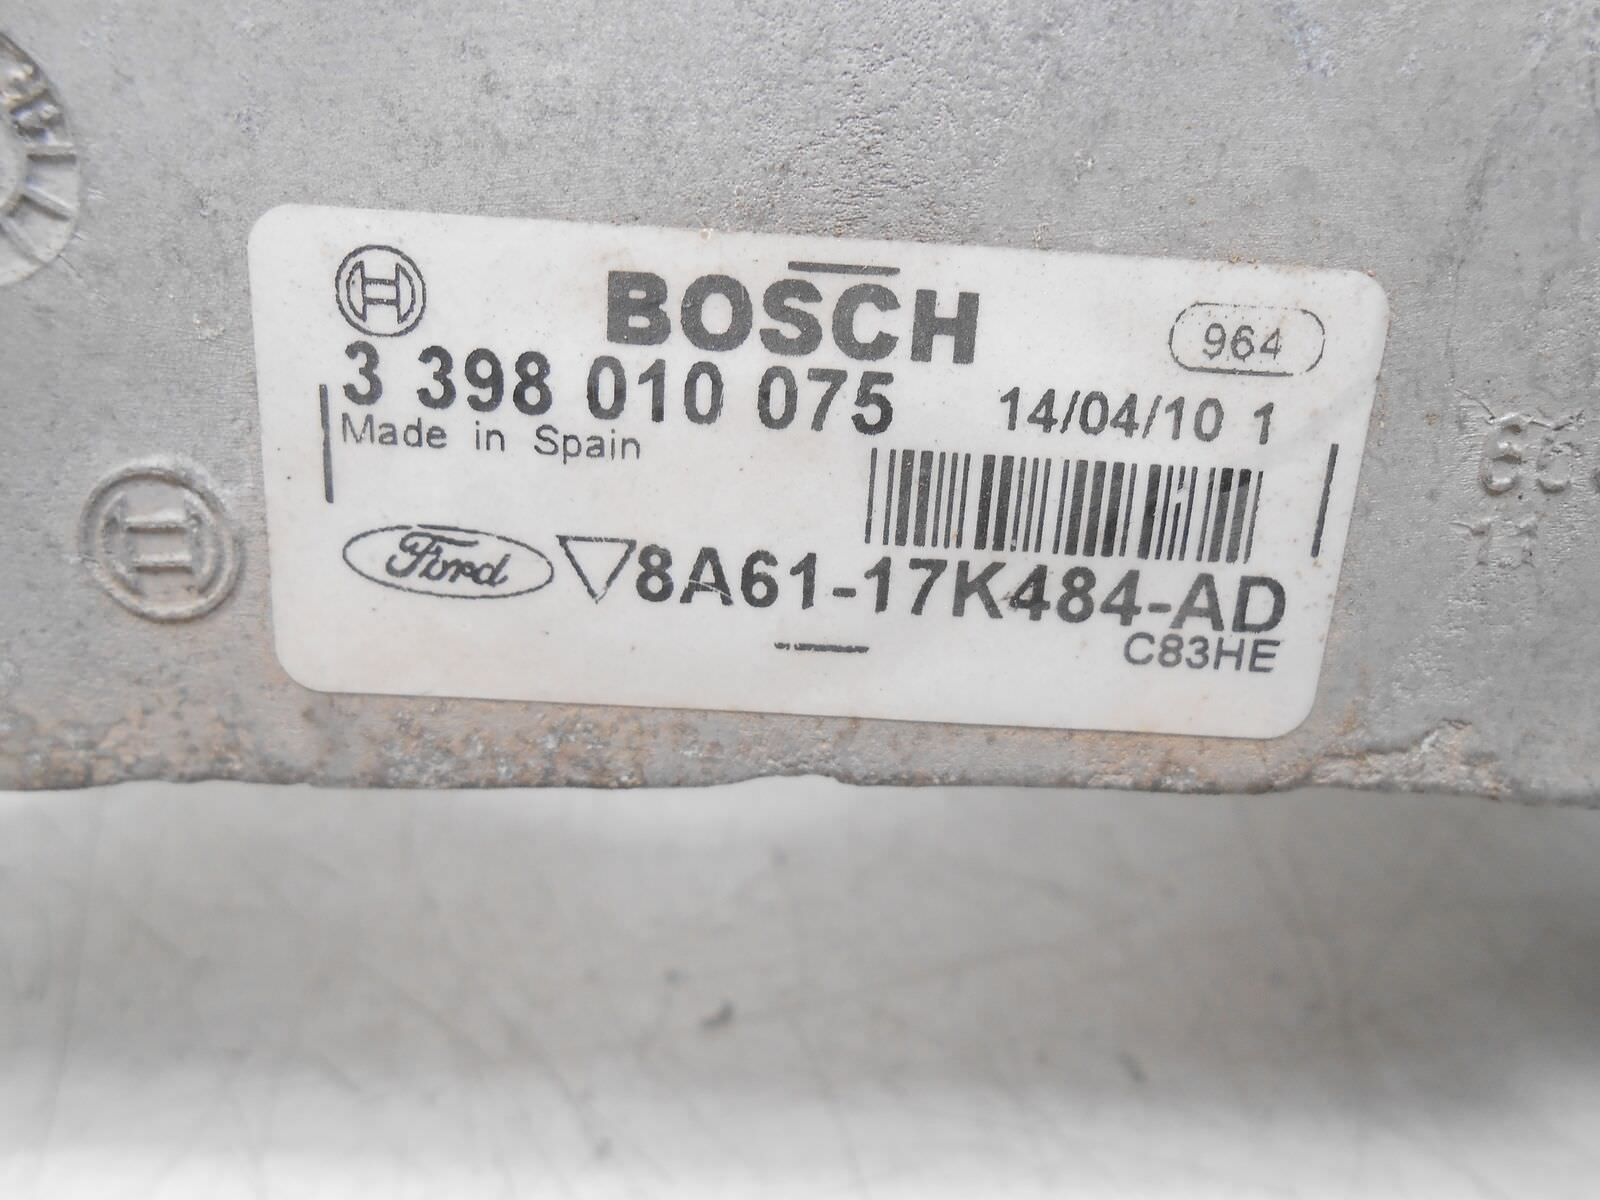 BOSCH
964
3 398 010 075
14/04/10 1
Made in Spain
Ford
8A61-17K484-AD
C83HE